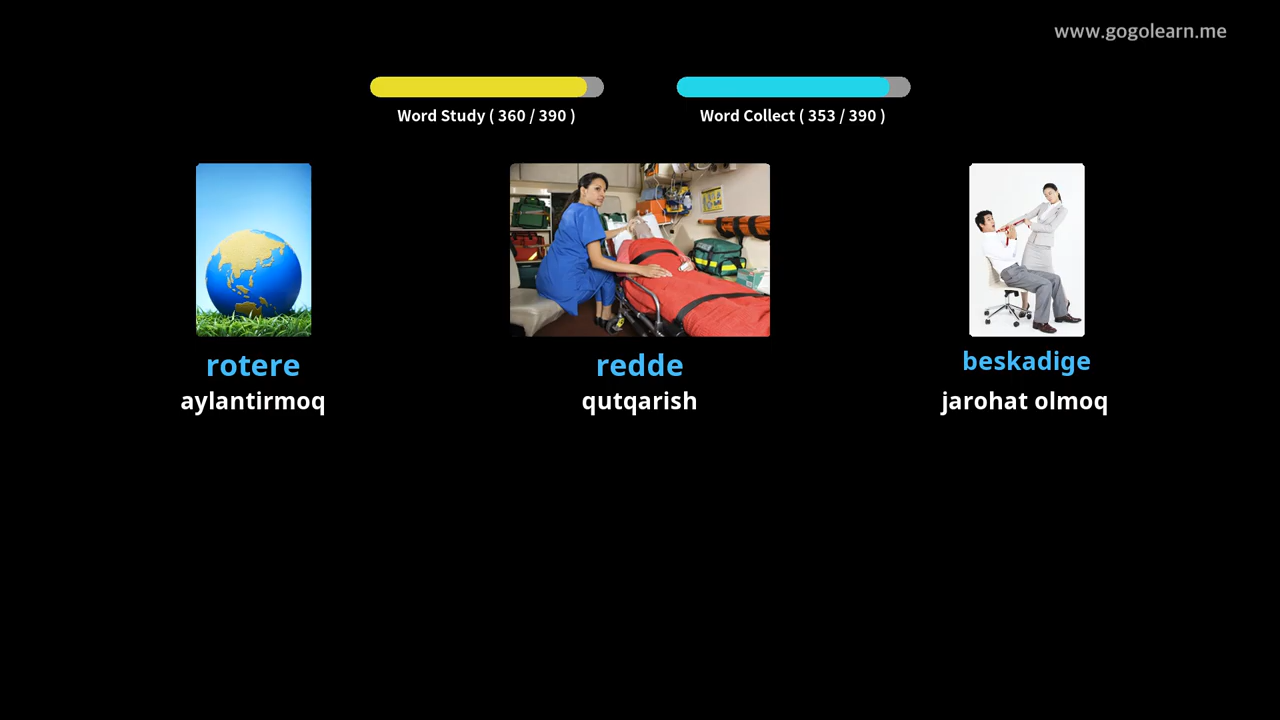 www.gogolearn.me
Word Study ( 360 / 390 )
Word Collect ( 353 / 390 )
rotere
redde
beskadige
aylantirmoq
qutqarish
jarohat olmoq